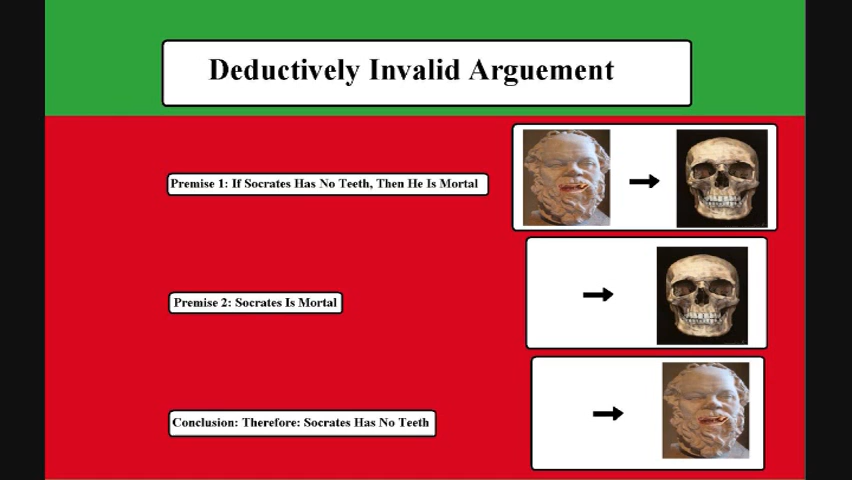 Deductively Invalid Arguement
Premise 1: If Socrates Has No Teeth, Then He Is Mortal
Premise 2: Socrates Is Mortal
Conclusion: Therefore: Socrates Has No Teeth